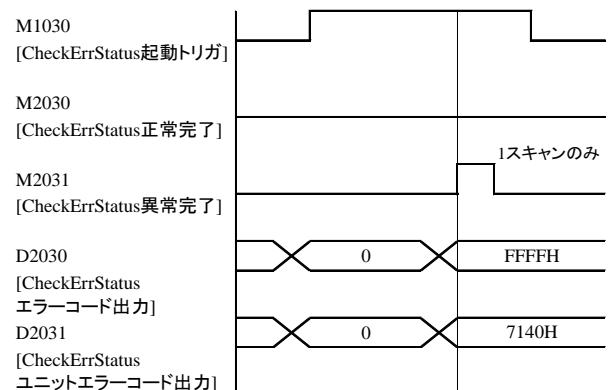 M1030
[CheckErrStatus起動トリガ]
M2030
[CheckErrStatus正常完了]
1スキャンのみ
M2031
[CheckErrStatus異常完了]
D2030
0
FFFFH
[CheckErrStatus
エラーコード出力]
D2031
0
7140H
[CheckErrStatus
ユニットエラーコード出力]